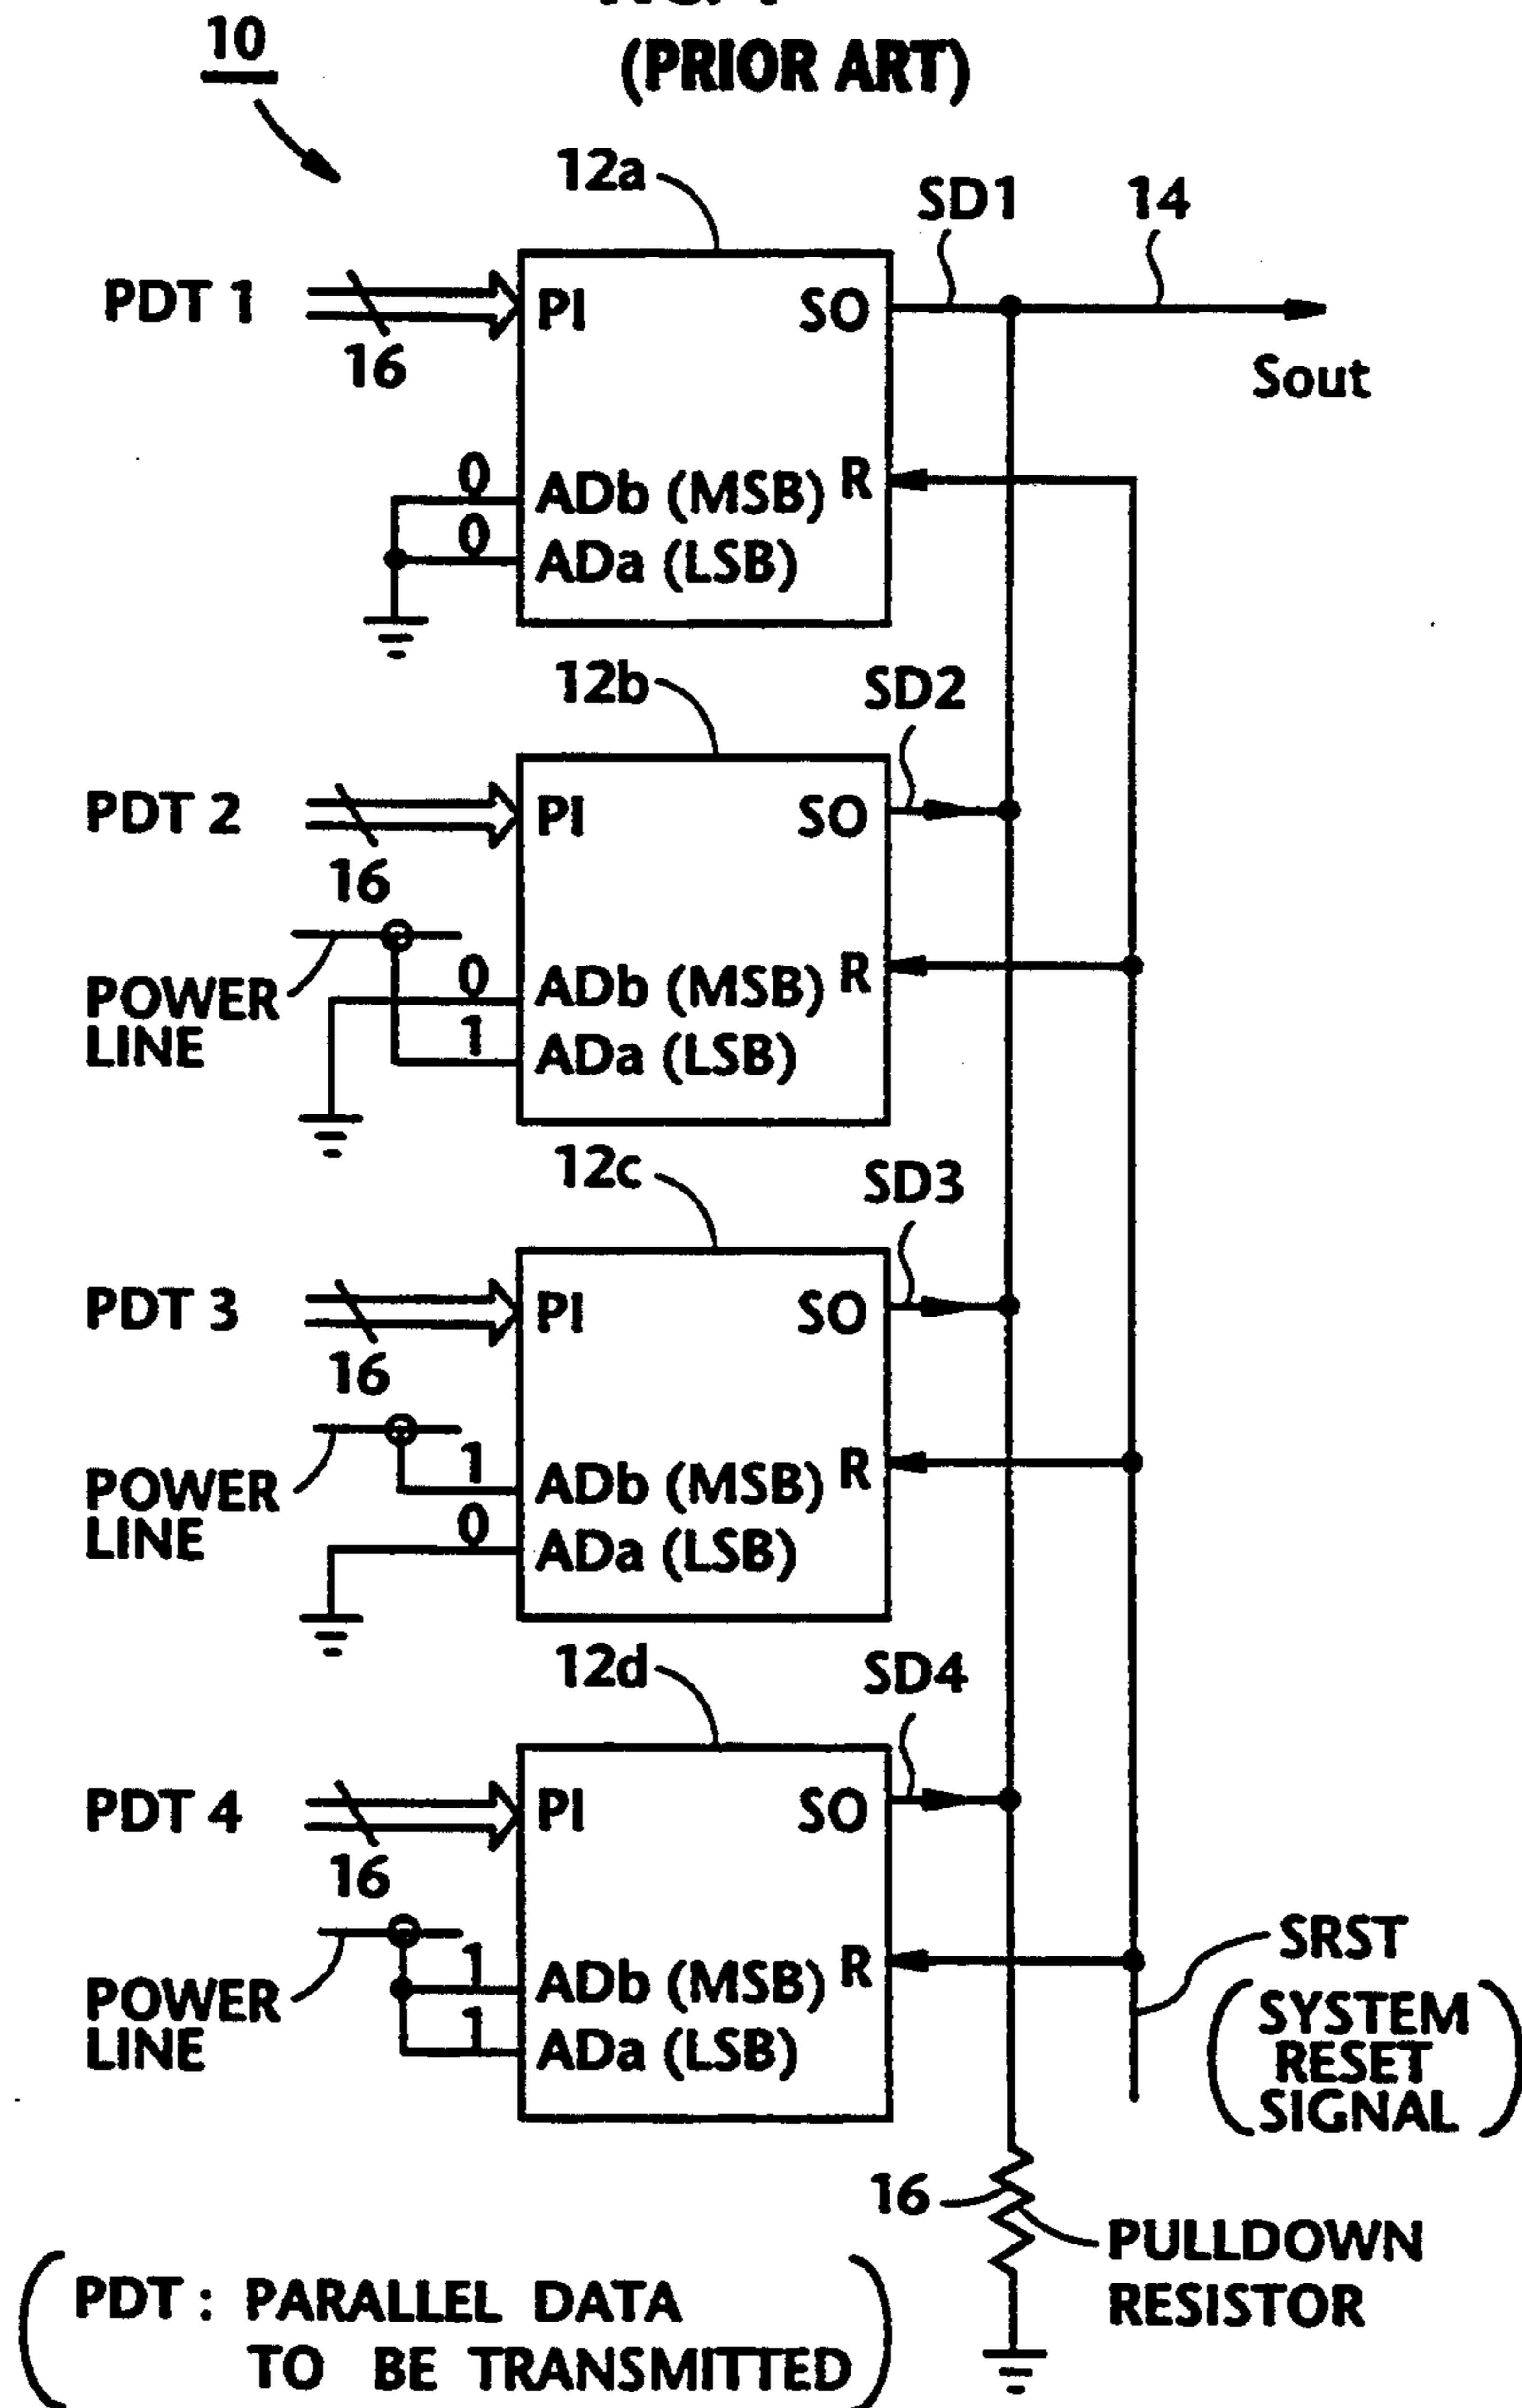 (PRIOR ART)
10
12a
SD1
14
PDT 1
16
PI
SO
Sout
0
ADb (MSB)
R
0
ADa (LSB)
12b
SD2
PDT 2
16
PI
SO
POWER
LINE
0
ADb (MSB)
R
1
ADa (LSB)
12c
SD3
PDT 3
16
PI
SO
POWER
LINE
1
ADb (MSB)
R
0
ADa (LSB)
12d
SD4
PDT 4
16
PI
SO
POWER
LINE
1
ADb (MSB)
R
1
ADa (LSB)
SRST
(SYSTEM
RESET
SIGNAL)
16
PULLDOWN
RESISTOR
(PDT : PARALLEL DATA
TO BE TRANSMITTED)